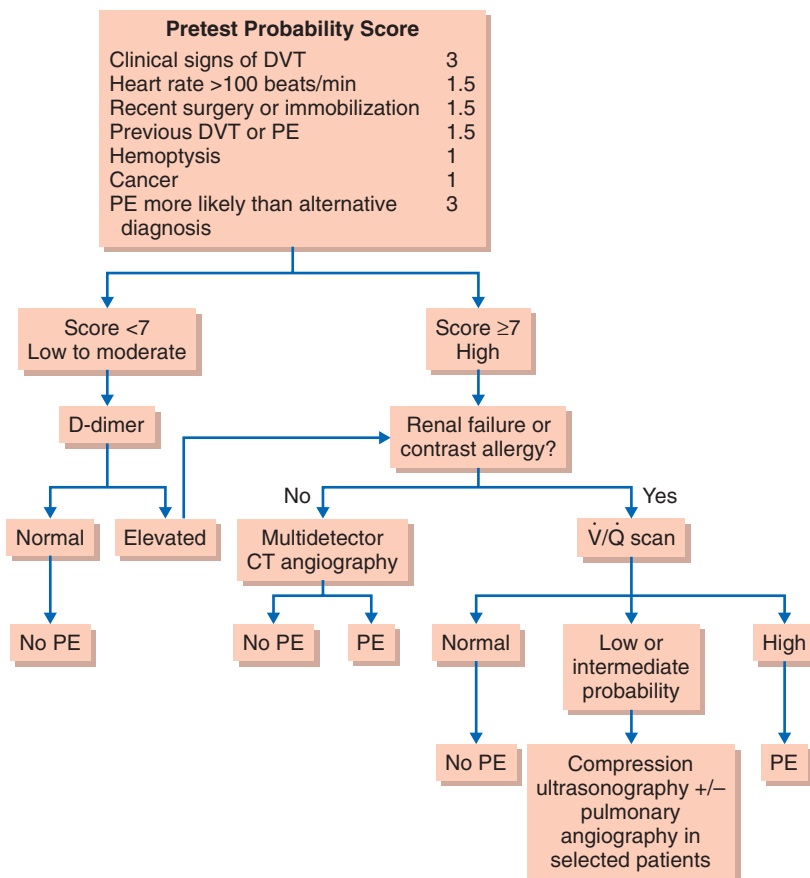 Pretest Probability Score
Clinical signs of DVT 3
Heart rate >100 beats/min 1.5
Recent surgery or immobilization 1.5
Previous DVT or PE 1.5
Hemoptysis 1
Cancer 1
PE more likely than alternative 3
diagnosis
Score <7
Low to moderate
Score ≥7
High
D-dimer
Renal failure or
contrast allergy?
No
Yes
Normal
Elevated
Multidetector
CT angiography
V̇/Q̇ scan
No PE
No PE
PE
Normal
Low or
intermediate
probability
High
No PE
Compression
ultrasonography +/–
pulmonary
angiography in
selected patients
PE